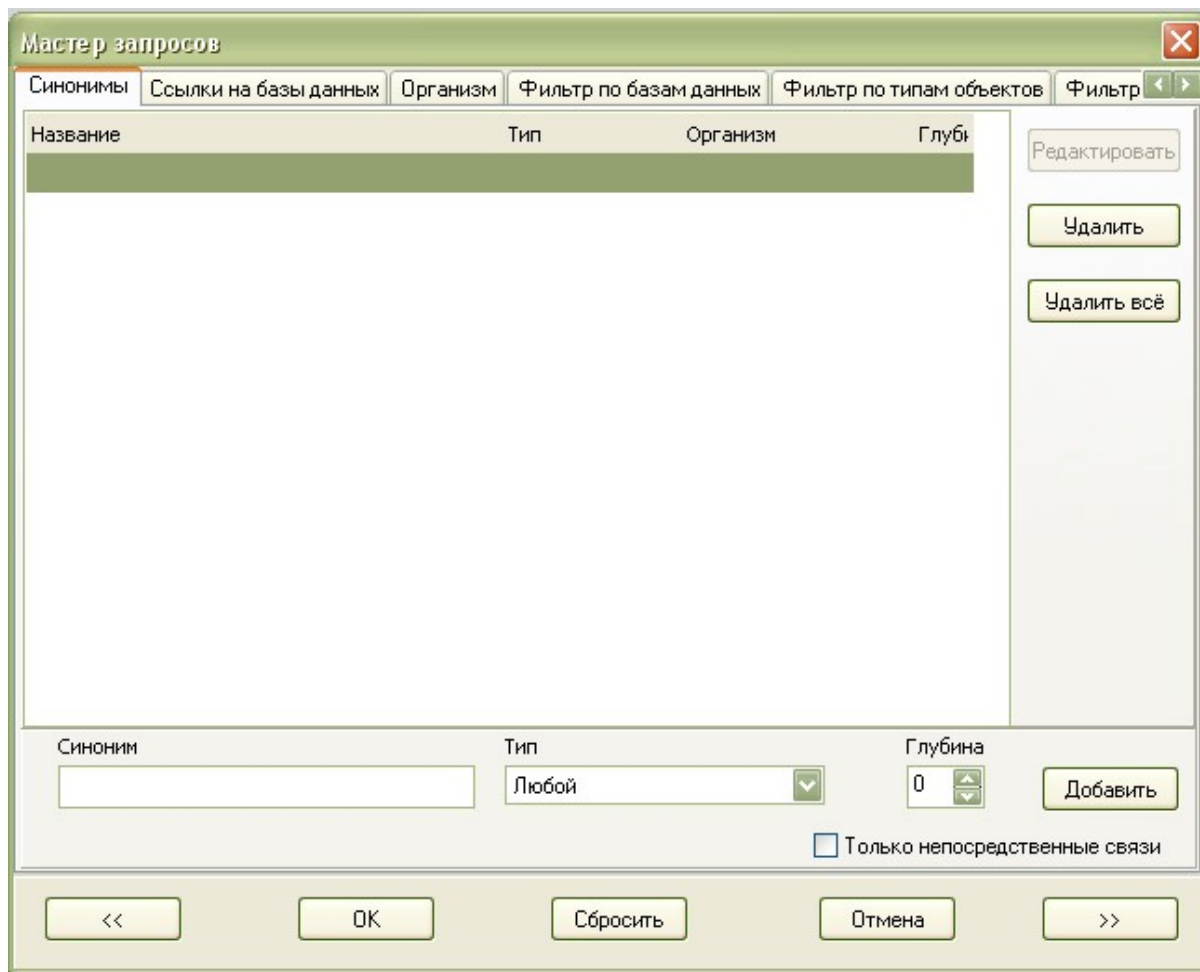 Мастер запросов
Синонимы Ссылки на базы данных Организм Фильтр по базам данных Фильтр по типам объектов Фильтр
Название Тип Организм Глуби
Редактировать
Удалить
Удалить всё
Синоним Тип Глубина
Любой 0 Добавить
Только непосредственные связи
<< OK Сбросить Отмена >>